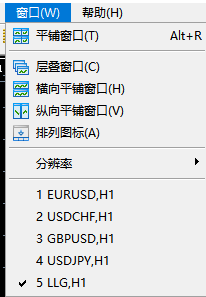 窗口(W) 帮助(H)
平铺窗口(T) Alt+R
层叠窗口(C)
横向平铺窗口(H)
纵向平铺窗口(V)
排列图标(A)
分辨率
1 EURUSD,H1
2 USDCHF,H1
3 GBPUSD,H1
4 USDJPY,H1
5 LLG,H1